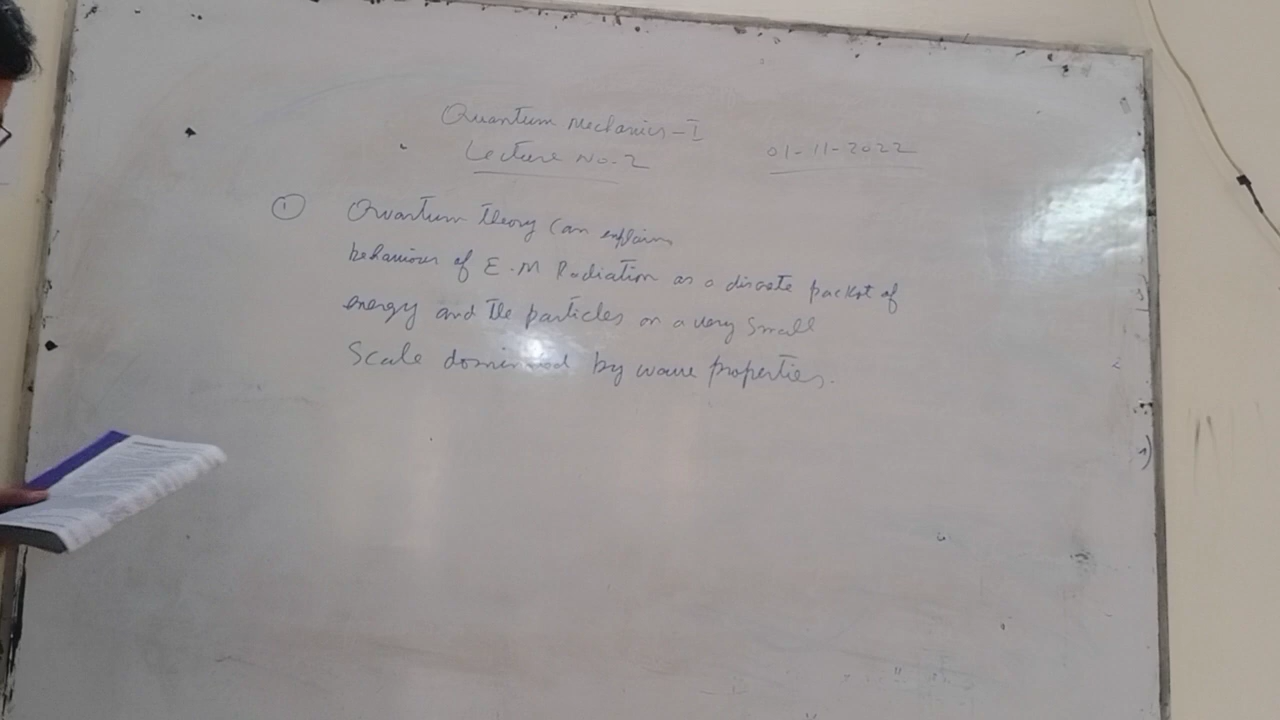 Quantum Mechanics-I
Lecture No-2
01-11-2022
① Quantum theory can explain
behaviour of E.M Radiation as a discrete packet of
energy and the particles on a very small
Scale dominated by wave properties.